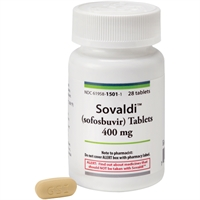 NDC 61958-1501-1 28 tablets
Sovaldi™
(sofosbuvir) Tablets
400 mg
Note to pharmacist:
Do not cover ALERT box with pharmacy label.